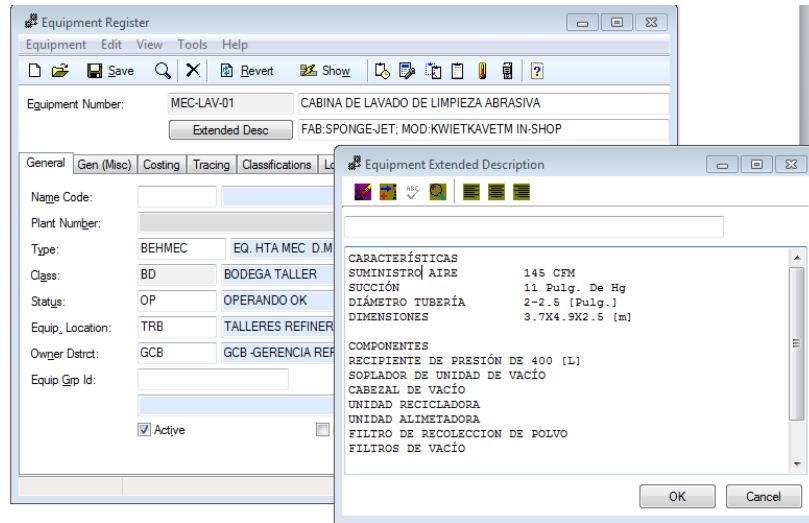 Equipment Register
Equipment Edit View Tools Help
Save Revert Show
Equipment Number: MEC-LAV-01 CABINA DE LAVADO DE LIMPIEZA ABRASIVA
Extended Desc FAB:SPONGE-JET; MOD:KWIETKAVETM IN-SHOP
General Gen (Misc) Costing Tracing Classifications
Name Code:
Plant Number:
Type: BEHMEC EQ. HTA MEC D.M
Class: BD BODEGA TALLER
Status: OP OPERANDO OK
Equip. Location: TRB TALLERES REFINER
Owner Dstrct: GCB GCB -GERENCIA REF
Equip Grp Id:
Active
Equipment Extended Description
ABC
CARACTERÍSTICAS
SUMINISTRO AIRE 145 CFM
SUCCIÓN 11 Pulg. De Hg
DIÁMETRO TUBERÍA 2-2.5 [Pulg.]
DIMENSIONES 3.7X4.9X2.5 [m]
COMPONENTES
RECIPIENTE DE PRESIÓN DE 400 [L]
SOPLADOR DE UNIDAD DE VACÍO
CABEZAL DE VACÍO
UNIDAD RECICLADORA
UNIDAD ALIMETADORA
FILTRO DE RECOLECCION DE POLVO
FILTROS DE VACÍO
OK Cancel